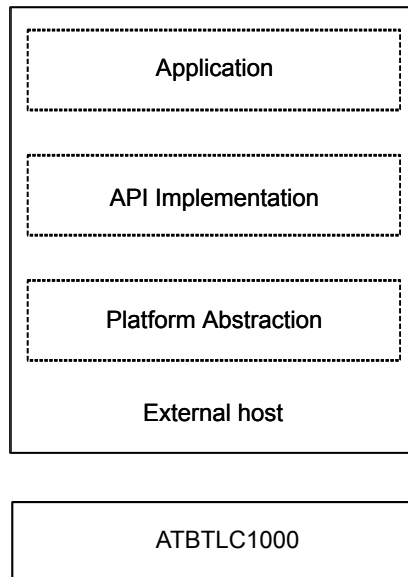 Application
API Implementation
Platform Abstraction
External host
ATBTLC1000